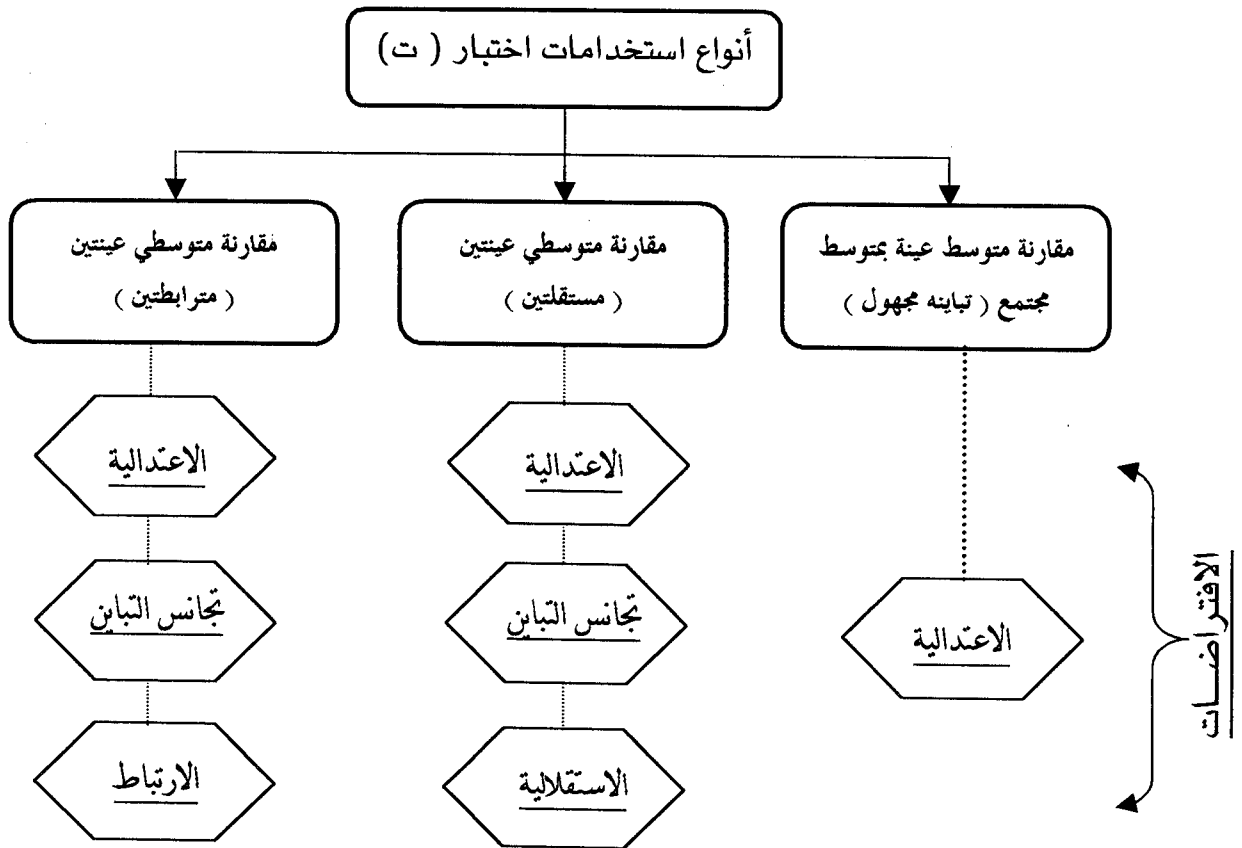 أنواع استخدامات اختبار ( ت )
مقارنة متوسط عينة بمتوسط
مجتمع ( تباينه مجهول )
مقارنة متوسطي عينتين
( مستقلتين )
مقارنة متوسطي عينتين
( مترابطتين )
الافتراضات
الاعتدالية
الاعتدالية
تجانس التباين
الاستقلالية
الاعتدالية
تجانس التباين
الارتباط